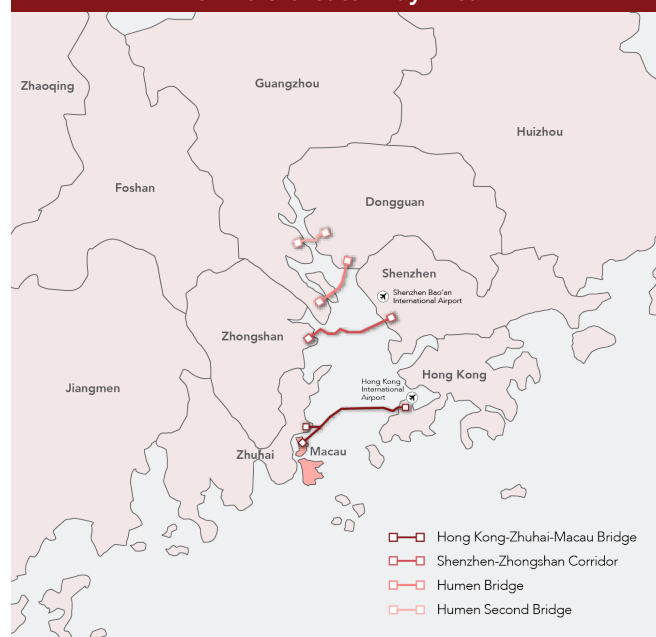 Zhaoqing
Guangzhou
Huizhou
Foshan
Dongguan
Shenzhen
Shenzhen Bao'an
International Airport
Zhongshan
Hong Kong
International
Airport
Hong Kong
Jiangmen
Zhuhai
Macau
Hong Kong-Zhuhai-Macau Bridge
Shenzhen-Zhongshan Corridor
Humen Bridge
Humen Second Bridge